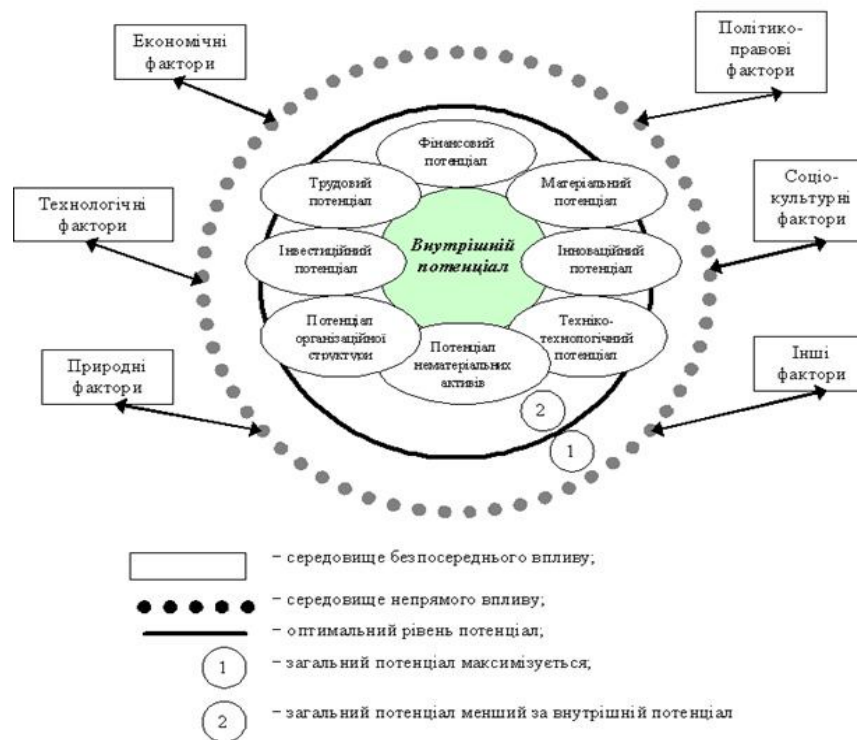 Економічні
фактори
Політико-
правові
фактори
Фінансовий
потенціал
Трудовий
потенціал
Матеріальний
потенціал
Технологічні
фактори
Соціо-
культурні
фактори
Внутрішній
потенціал
Інвестиційний
потенціал
Інноваційний
потенціал
Потенціал
організаційної
структури
Потенціал
нематеріальних
активів
Техніко-
технологічний
потенціал
Природні
фактори
Інші
фактори
2
1
– середовище безпосереднього впливу;
– середовище непрямого впливу;
– оптимальний рівень потенціал;
1 – загальний потенціал максимізується;
2 – загальний потенціал менший за внутрішній потенціал